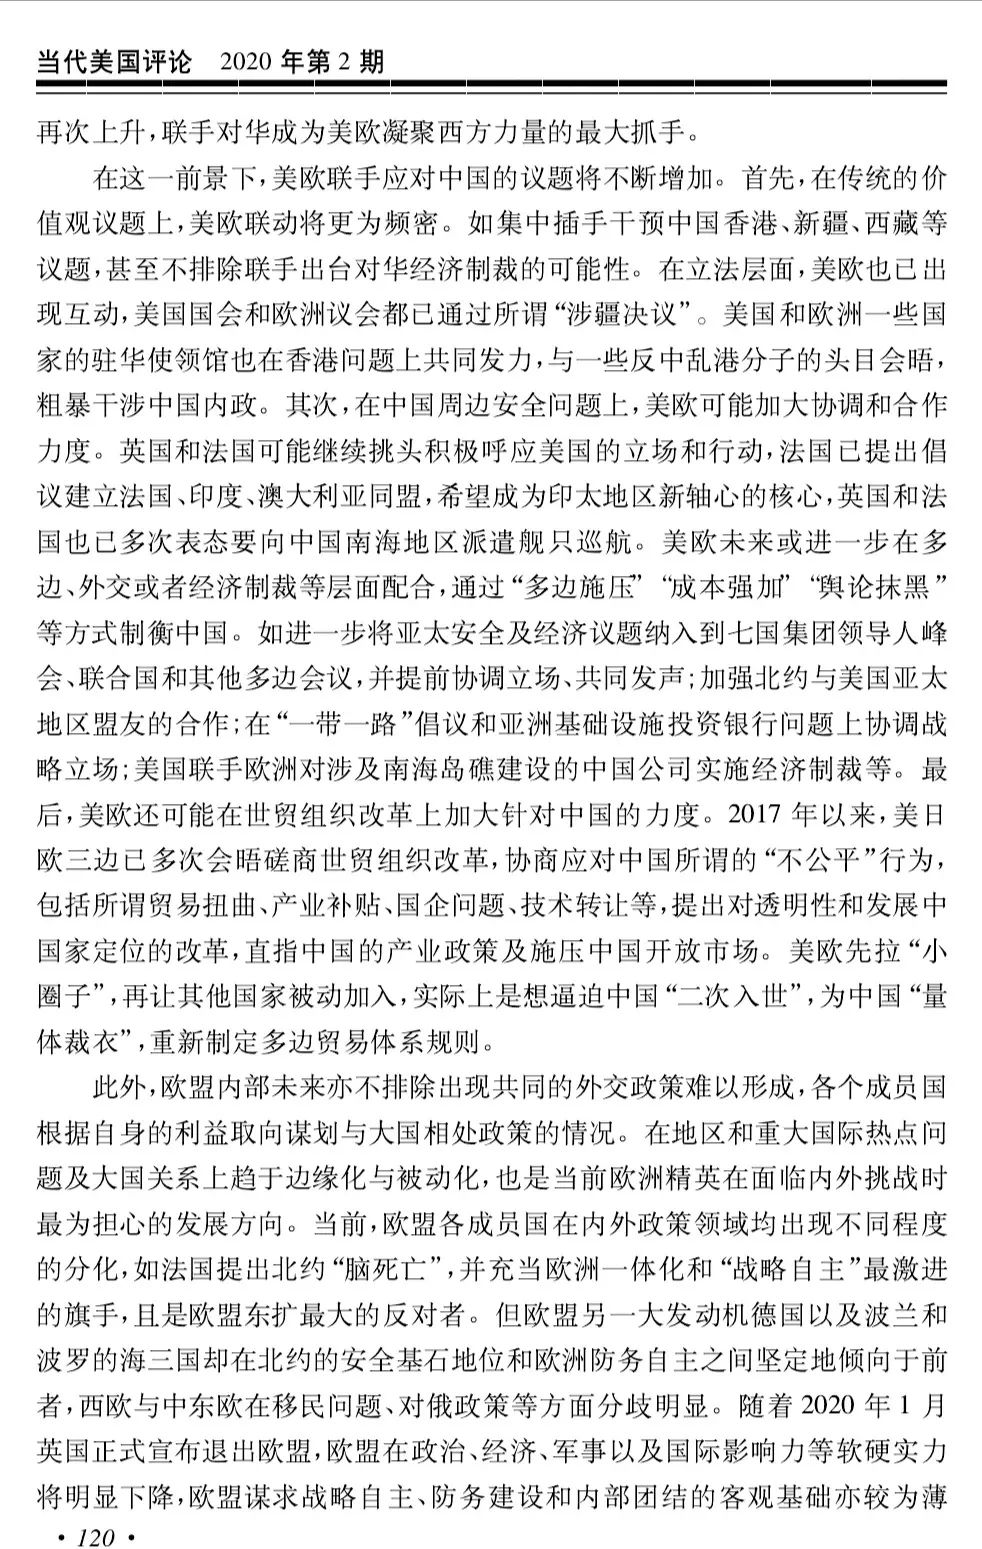 当代美国评论 2020 年第 2 期
再次上升,联手对华成为美欧凝聚西方力量的最大抓手。
在这一前景下,美欧联手应对中国的议题将不断增加。首先,在传统的价
值观议题上,美欧联动将更为频密。如集中插手干预中国香港、新疆、西藏等
议题,甚至不排除联手出台对华经济制裁的可能性。在立法层面,美欧也已出
现互动,美国国会和欧洲议会都已通过所谓“涉疆决议”。美国和欧洲一些国
家的驻华使领馆也在香港问题上共同发力,与一些反中乱港分子的头目会晤,
粗暴干涉中国内政。其次,在中国周边安全问题上,美欧可能加大协调和合作
力度。英国和法国可能继续挑头积极呼应美国的立场和行动,法国已提出倡
议建立法国、印度、澳大利亚同盟,希望成为印太地区新轴心的核心,英国和法
国也已多次表态要向中国南海地区派遣舰只巡航。美欧未来或进一步在多
边、外交或者经济制裁等层面配合,通过“多边施压”“成本强加”“舆论抹黑”
等方式制衡中国。如进一步将亚太安全及经济议题纳入到七国集团领导人峰
会、联合国和其他多边会议,并提前协调立场、共同发声;加强北约与美国亚太
地区盟友的合作;在“一带一路”倡议和亚洲基础设施投资银行问题上协调战
略立场;美国联手欧洲对涉及南海岛礁建设的中国公司实施经济制裁等。最
后,美欧还可能在世贸组织改革上加大针对中国的力度。2017 年以来,美日
欧三边已多次会晤磋商世贸组织改革,协商应对中国所谓的“不公平”行为,
包括所谓贸易扭曲、产业补贴、国企问题、技术转让等,提出对透明性和发展中
国家定位的改革,直指中国的产业政策及施压中国开放市场。美欧先拉“小
圈子”,再让其他国家被动加入,实际上是想逼迫中国“二次入世”,为中国“量
体裁衣”,重新制定多边贸易体系规则。
此外,欧盟内部未来亦不排除出现共同的外交政策难以形成,各个成员国
根据自身的利益取向谋划与大国相处政策的情况。在地区和重大国际热点问
题及大国关系上趋于边缘化与被动化,也是当前欧洲精英在面临内外挑战时
最为担心的发展方向。当前,欧盟各成员国在内外政策领域均出现不同程度
的分化,如法国提出北约“脑死亡”,并充当欧洲一体化和“战略自主”最激进
的旗手,且是欧盟东扩最大的反对者。但欧盟另一大发动机德国以及波兰和
波罗的海三国却在北约的安全基石地位和欧洲防务自主之间坚定地倾向于前
者,西欧与中东欧在移民问题、对俄政策等方面分歧明显。随着 2020 年 1 月
英国正式宣布退出欧盟,欧盟在政治、经济、军事以及国际影响力等软硬实力
将明显下降,欧盟谋求战略自主、防务建设和内部团结的客观基础亦较为薄
· 120 ·